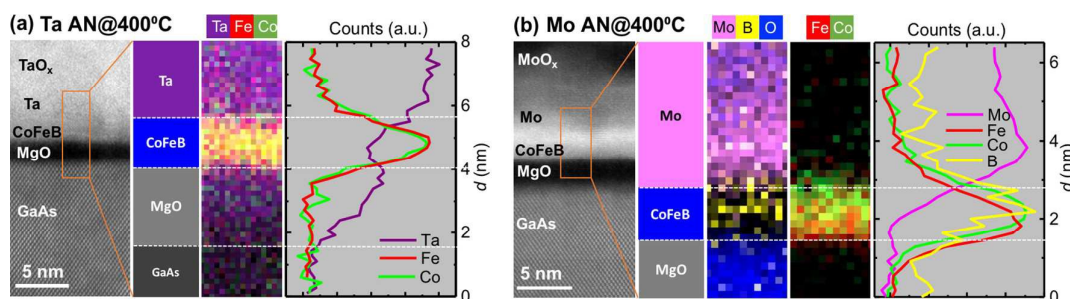 (a) Ta AN@400ºC
Ta Fe Co
Counts (a.u.)
TaOx
Ta
CoFeB
MgO
GaAs
5 nm
Ta
CoFeB
MgO
GaAs
Ta
Fe
Co
8
6
4
2
0
d (nm)
(b) Mo AN@400ºC
Mo B O
Fe Co
Counts (a.u.)
MoOx
Mo
CoFeB
MgO
GaAs
5 nm
Mo
CoFeB
MgO
Mo
Fe
Co
B
6
4
2
0
d (nm)